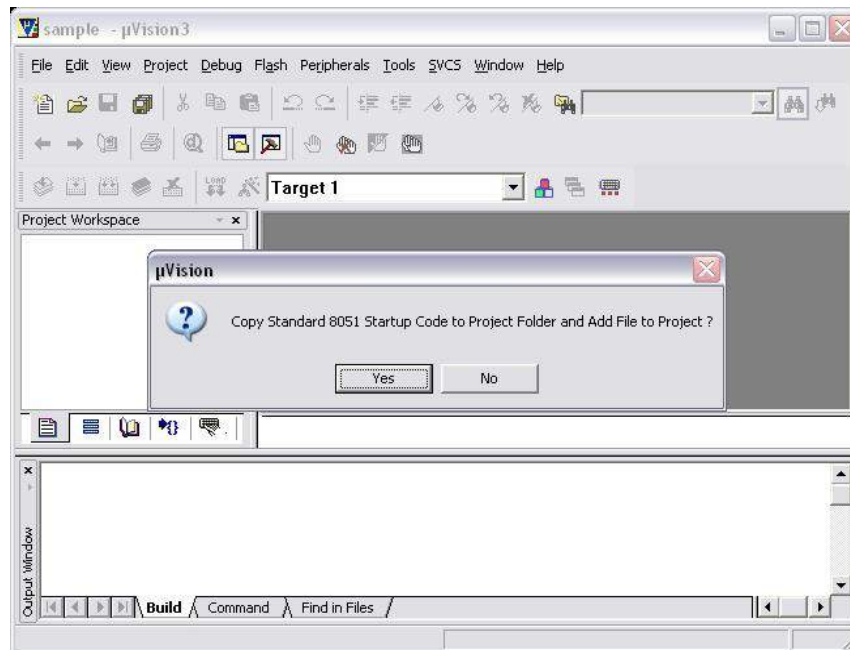 sample - µVision3
File Edit View Project Debug Flash Peripherals Tools SVCS Window Help
LOAD
Target 1
Project Workspace
µVision
Copy Standard 8051 Startup Code to Project Folder and Add File to Project ?
Yes No
Output Window
Build Command Find in Files